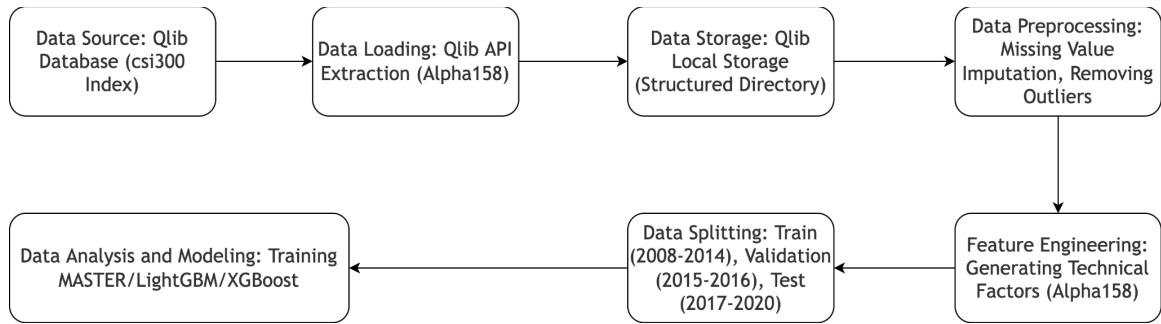 Data Source: Qlib
Database (csi300
Index)
Data Loading: Qlib API
Extraction (Alpha158)
Data Storage: Qlib
Local Storage
(Structured Directory)
Data Preprocessing:
Missing Value
Imputation, Removing
Outliers
Feature Engineering:
Generating Technical
Factors (Alpha158)
Data Splitting: Train
(2008-2014), Validation
(2015-2016), Test
(2017-2020)
Data Analysis and Modeling: Training
MASTER/LightGBM/XGBoost